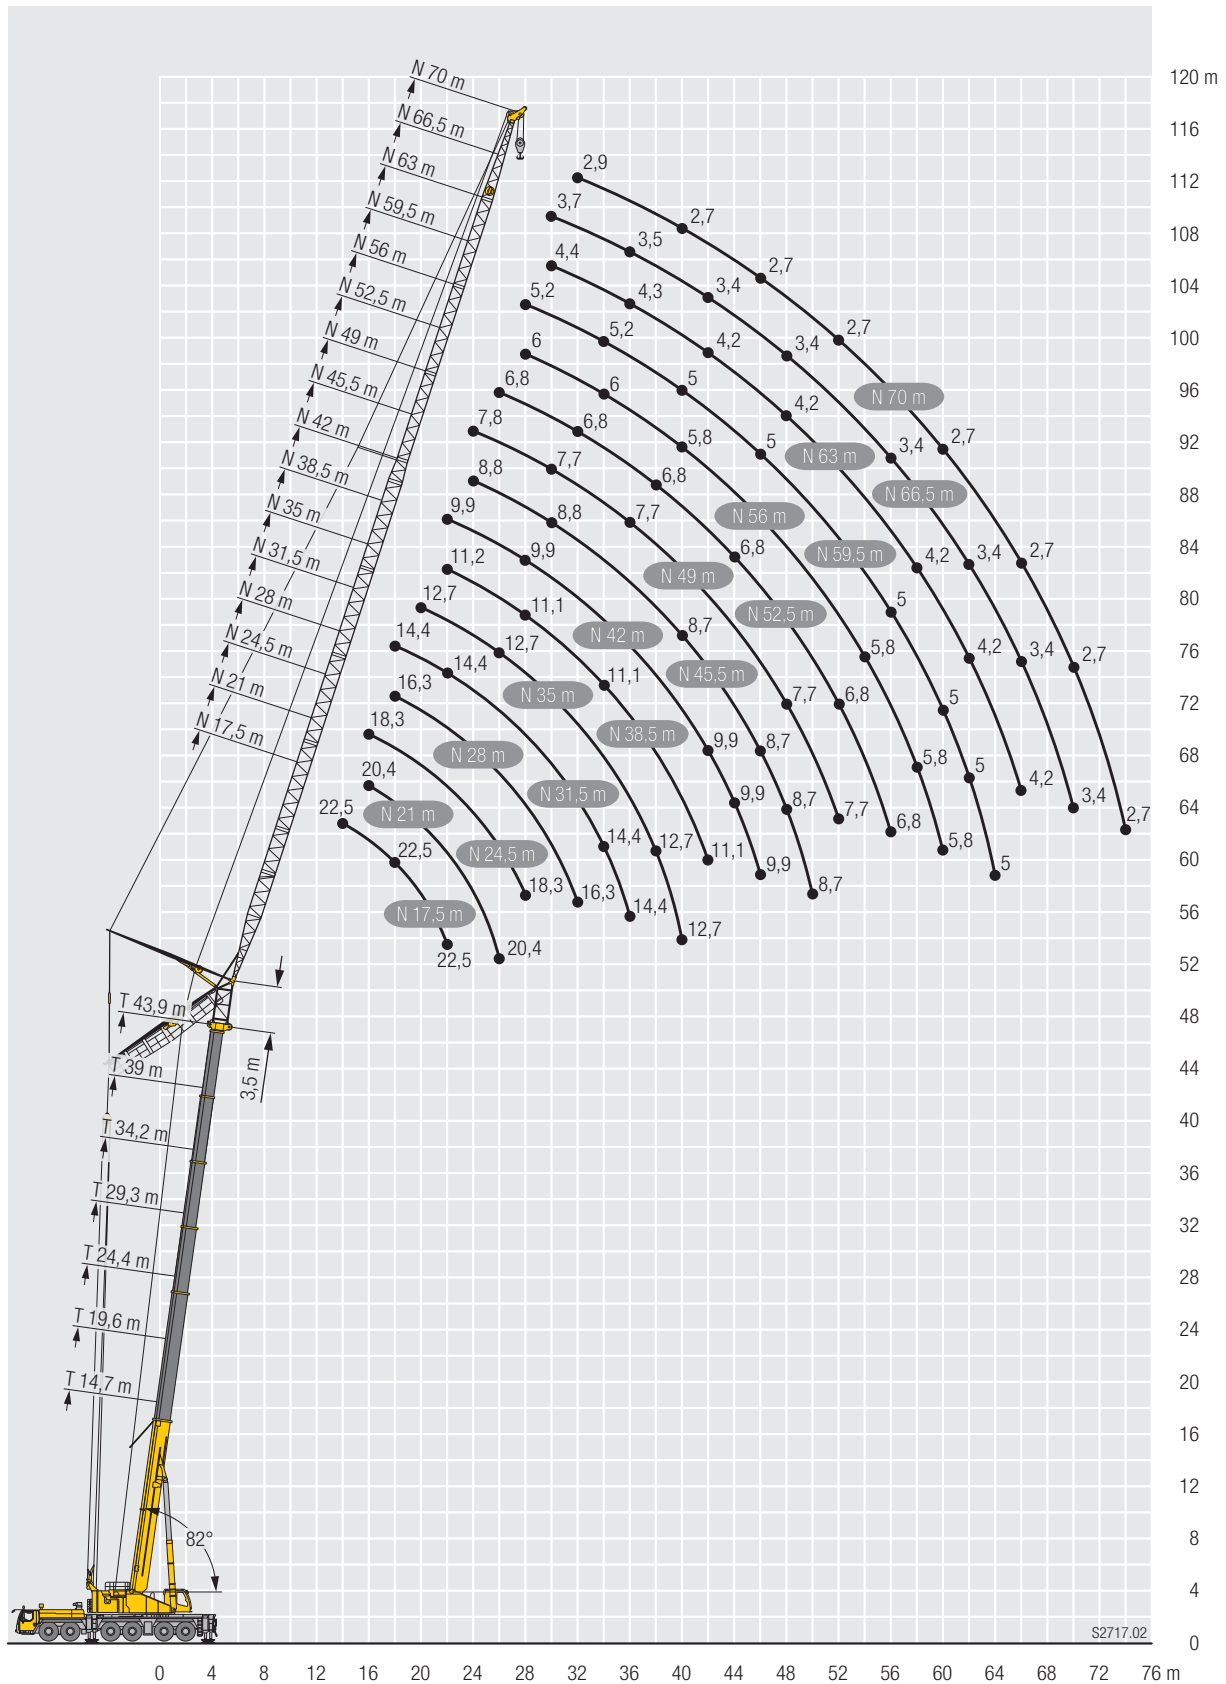 120 m
116
112
108
104
100
96
92
88
84
80
76
72
68
64
60
56
52
48
44
40
36
32
28
24
20
16
12
8
4
0
N 70 m
N 66,5 m
N 63 m
N 59,5 m
N 56 m
N 52,5 m
N 49 m
N 45,5 m
N 42 m
N 38,5 m
N 35 m
N 31,5 m
N 28 m
N 24,5 m
N 21 m
N 17,5 m
T 43,9 m
T 39 m
T 34,2 m
T 29,3 m
T 24,4 m
T 19,6 m
T 14,7 m
3,5 m
82°
2,9
2,7
2,7
2,7
N 70 m
2,7
2,7
2,7
2,7
3,7
3,5
3,4
3,4
3,4
N 66,5 m
3,4
3,4
3,4
4,4
4,3
4,2
4,2
N 63 m
4,2
4,2
4,2
5,2
5,2
5
5
N 59,5 m
5
5
5
5
6
6
5,8
N 56 m
5,8
5,8
5,8
6,8
6,8
6,8
6,8
N 52,5 m
6,8
6,8
7,8
7,7
7,7
N 49 m
7,7
7,7
8,8
8,8
8,7
N 45,5 m
8,7
8,7
8,7
9,9
9,9
N 42 m
9,9
9,9
9,9
11,2
11,1
11,1
N 38,5 m
11,1
12,7
12,7
N 35 m
12,7
12,7
14,4
14,4
N 31,5 m
14,4
14,4
16,3
N 28 m
16,3
18,3
N 24,5 m
18,3
20,4
N 21 m
20,4
22,5
22,5
N 17,5 m
22,5
S2717.02
0 4 8 12 16 20 24 28 32 36 40 44 48 52 56 60 64 68 72 76 m